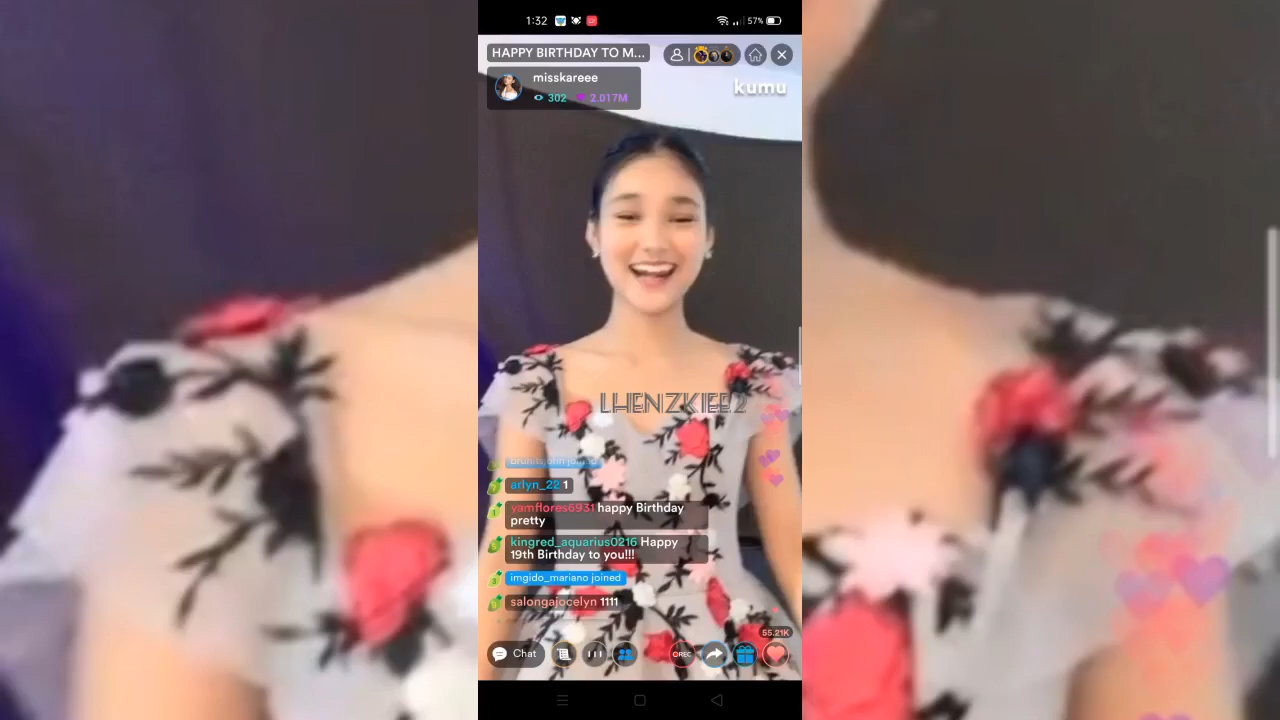 1:32
57%
HAPPY BIRTHDAY TO M...
misskareee
302 2.017M
kumu
LHENZKIEE2
arlyn_22 1
yamflores6931 happy Birthday
pretty
kingred_aquarius0216 Happy
19th Birthday to you!!!
imgido_mariano joined
salongajocelyn 1111
55.21K
Chat
REC